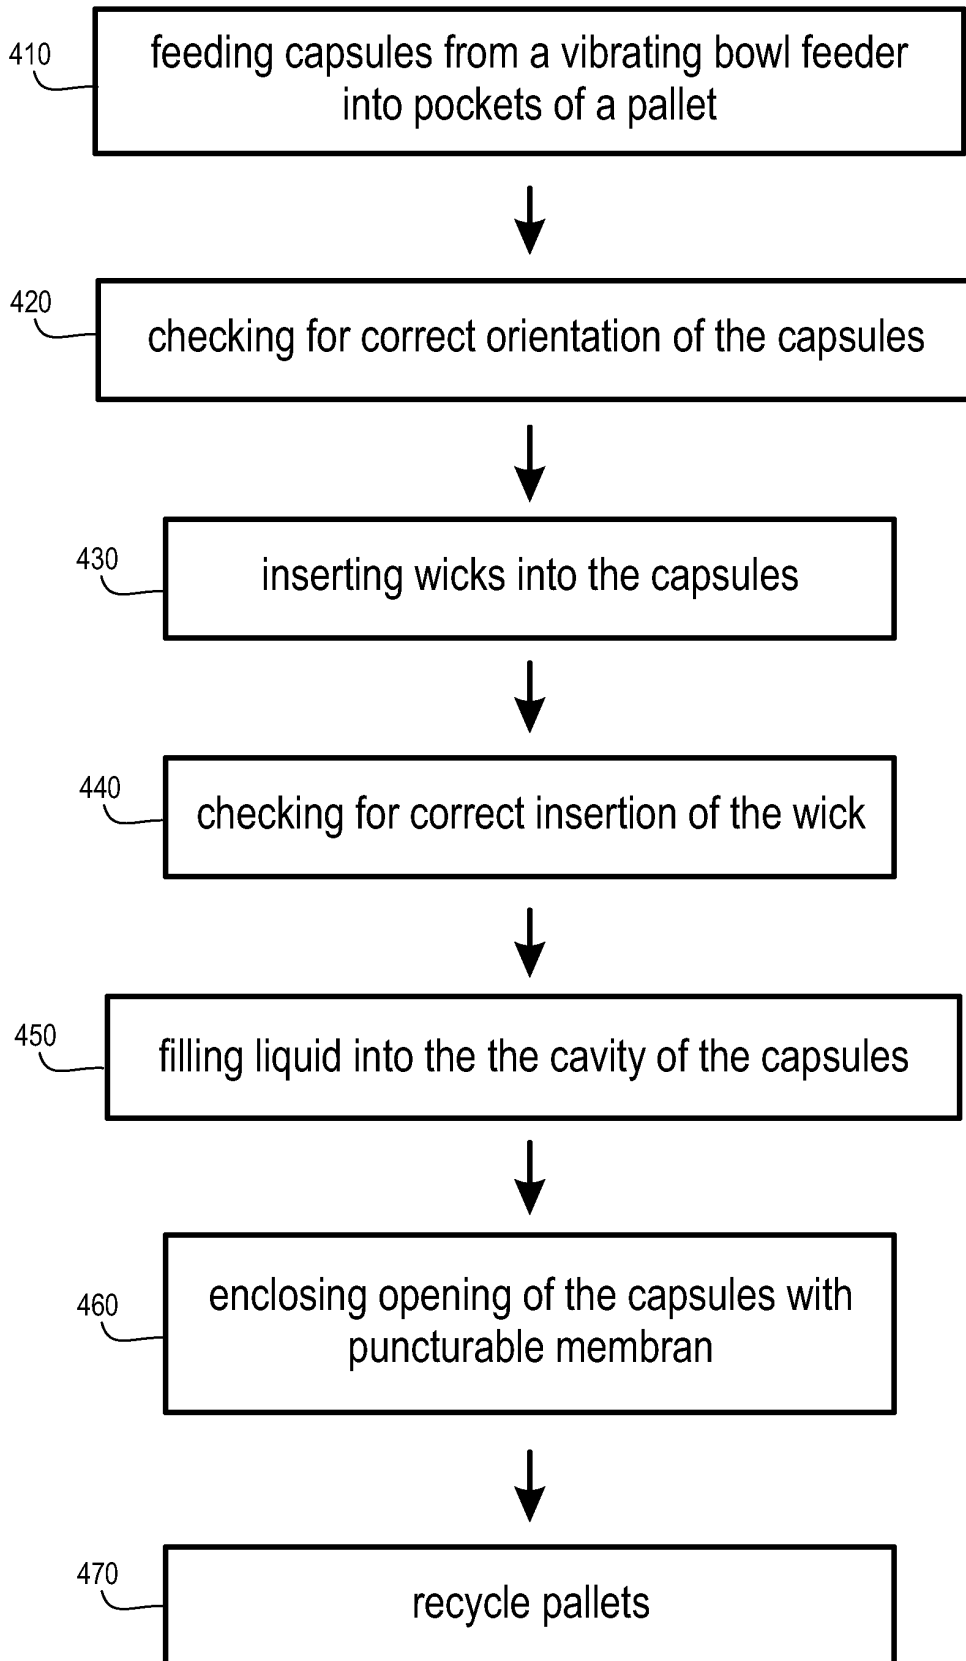 410
feeding capsules from a vibrating bowl feeder
into pockets of a pallet
420
checking for correct orientation of the capsules
430
inserting wicks into the capsules
440
checking for correct insertion of the wick
450
filling liquid into the the cavity of the capsules
460
enclosing opening of the capsules with
puncturable membran
470
recycle pallets